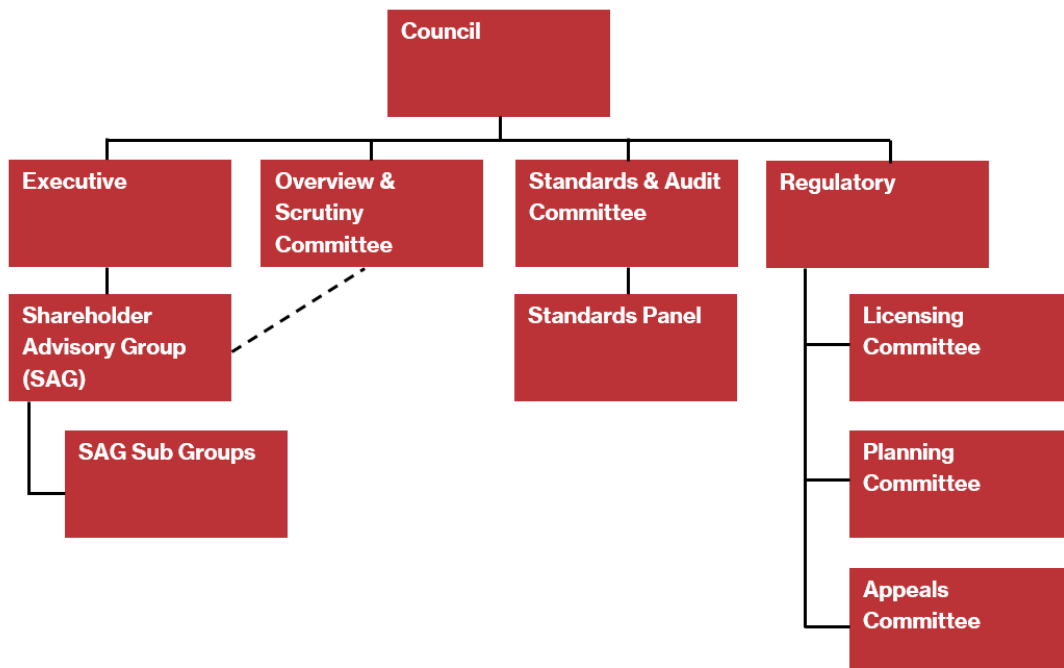 Council
Executive
Overview &
Scrutiny
Committee
Standards & Audit
Committee
Regulatory
Shareholder
Advisory Group
(SAG)
Standards Panel
Licensing
Committee
SAG Sub Groups
Planning
Committee
Appeals
Committee